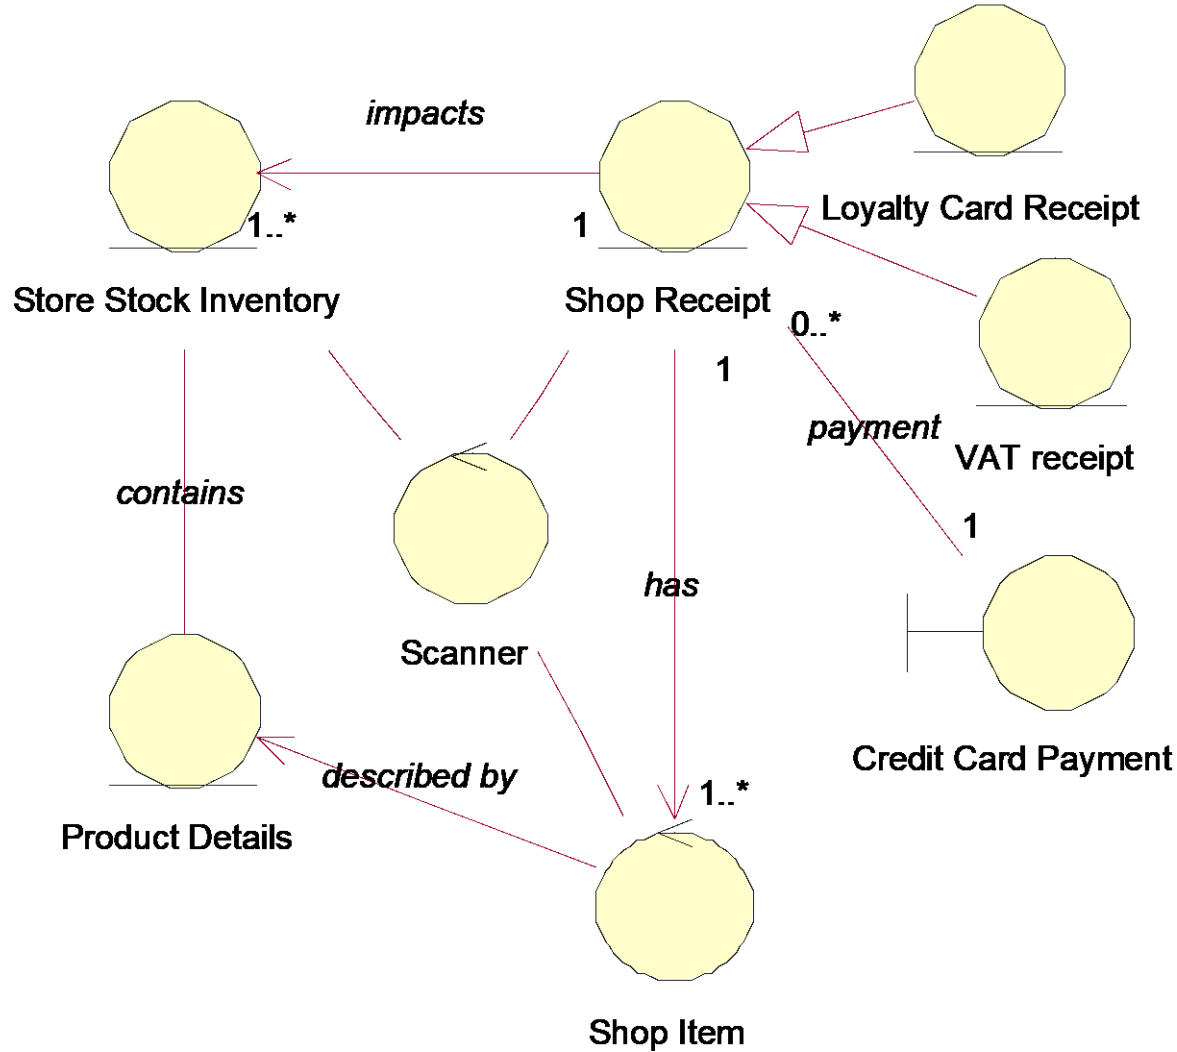 impacts
Loyalty Card Receipt
1..*
1
Store Stock Inventory
Shop Receipt
0..*
1
payment
VAT receipt
contains
1
has
Scanner
Credit Card Payment
described by
1..*
Product Details
Shop Item